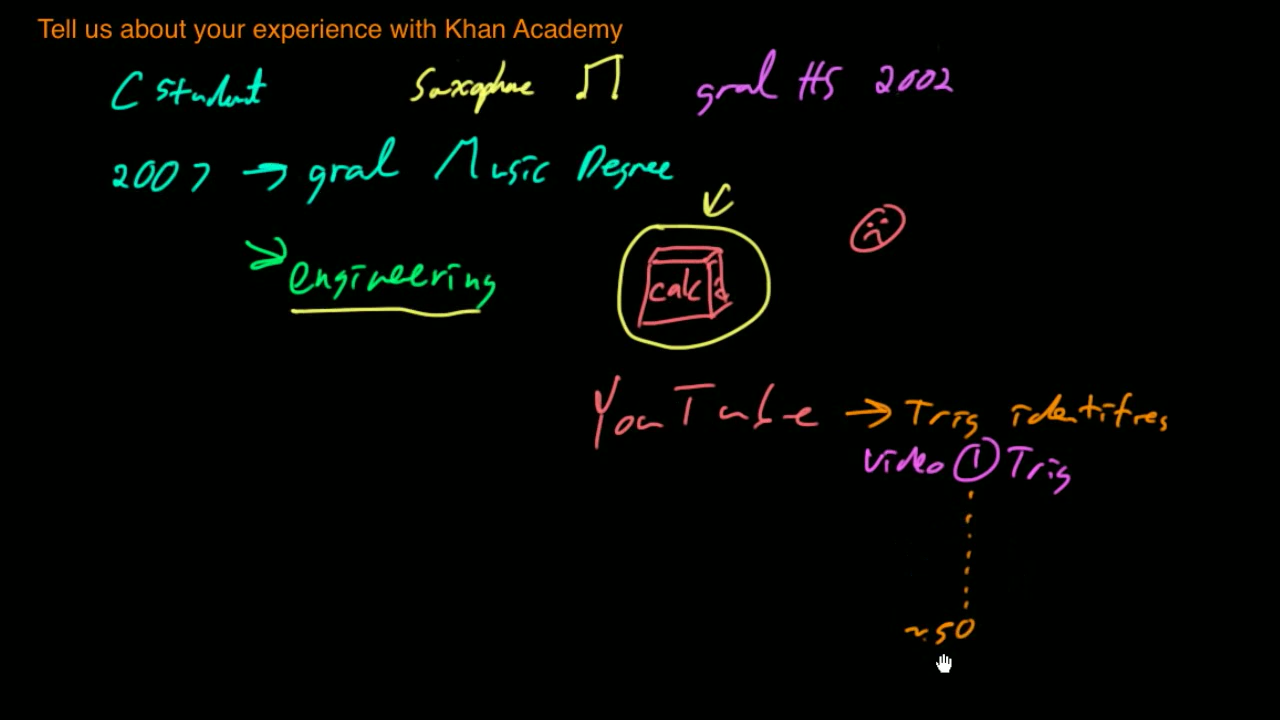 Tell us about your experience with Khan Academy
C student Saxophone grad HS 2002
2007 → grad Music Degree
engineering
calc 2
YouTube → Trig identities
video 1 Trig
~50